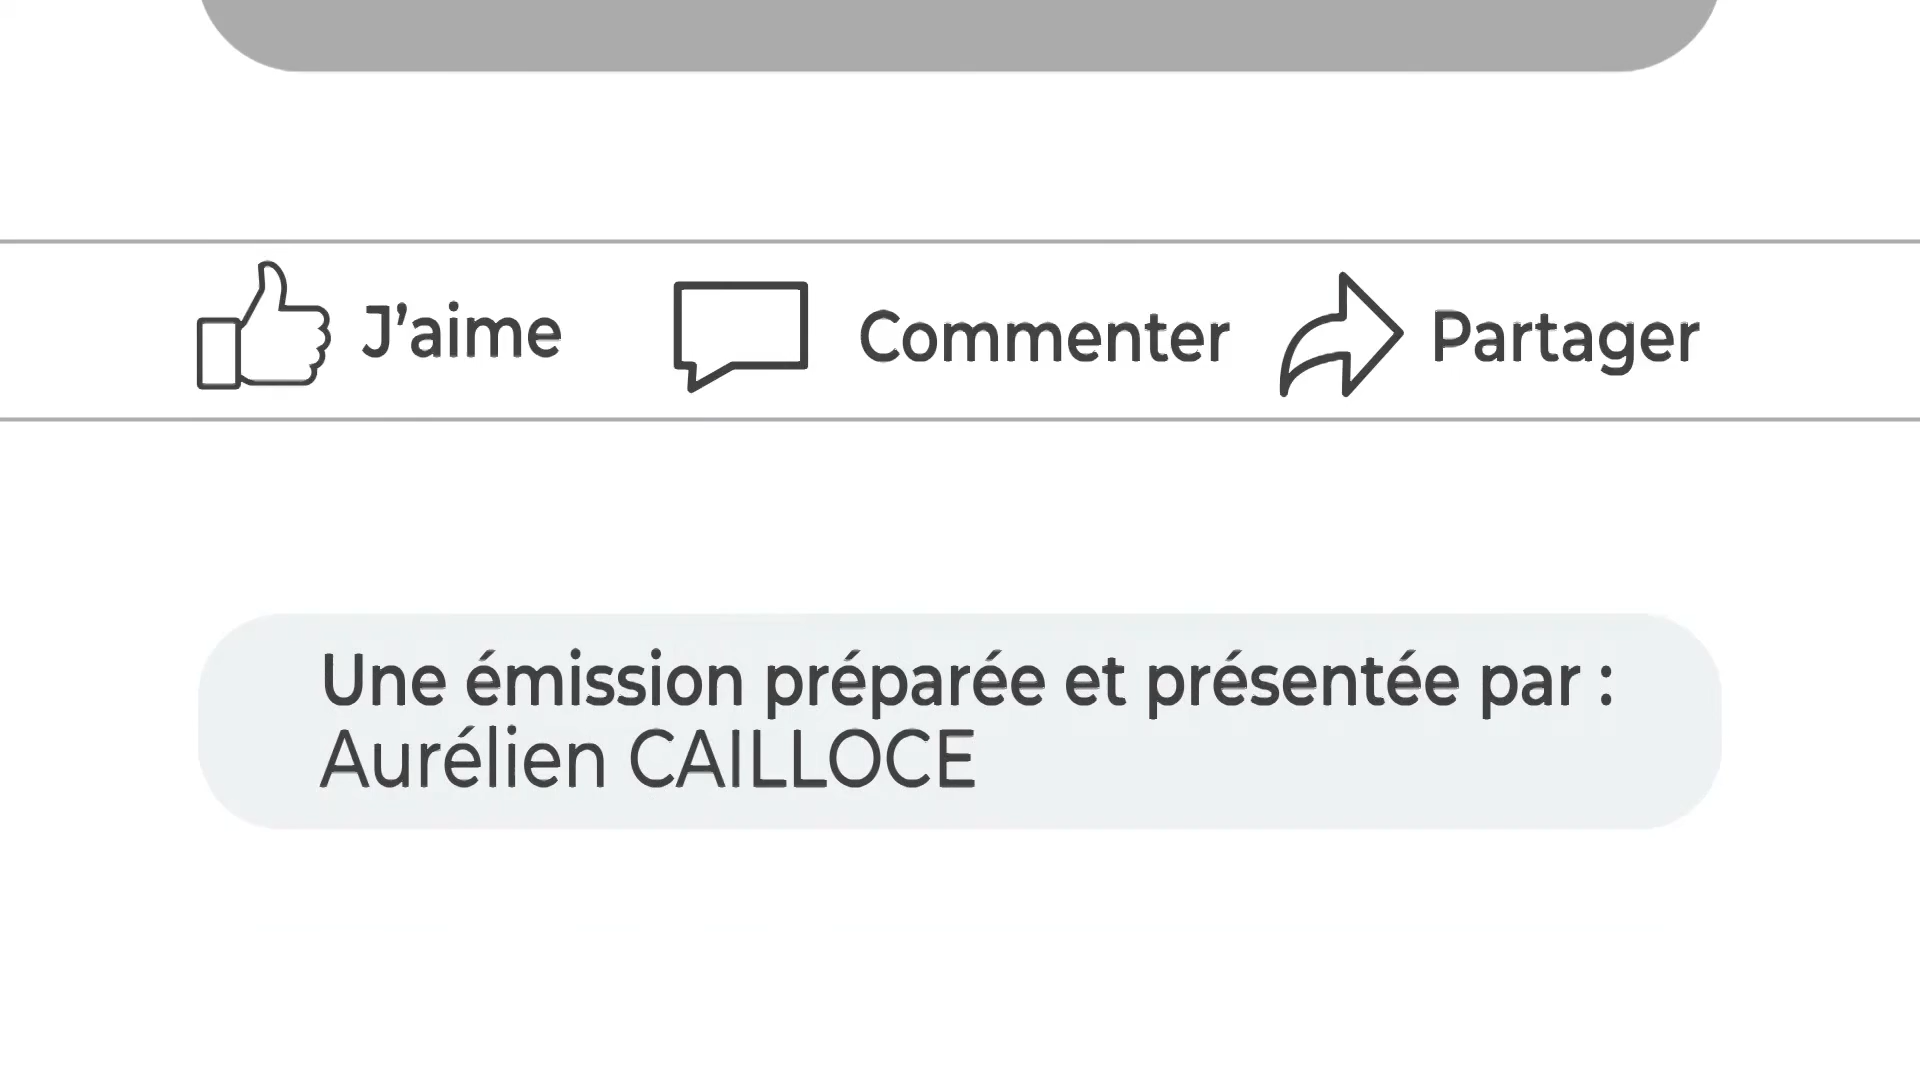 J’aime
Commenter
Partager
Une émission préparée et présentée par :
Aurélien CAILLOCE